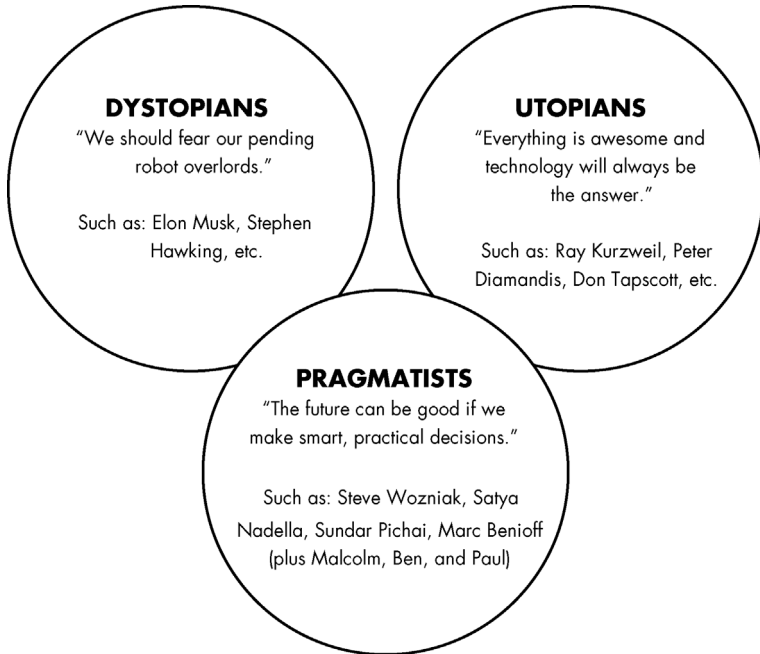 DYSTOPIANS
“We should fear our pending
robot overlords.”
Such as: Elon Musk, Stephen
Hawking, etc.
UTOPIANS
“Everything is awesome and
technology will always be
the answer.”
Such as: Ray Kurzweil, Peter
Diamandis, Don Tapscott, etc.
PRAGMATISTS
“The future can be good if we
make smart, practical decisions.”
Such as: Steve Wozniak, Satya
Nadella, Sundar Pichai, Marc Benioff
(plus Malcolm, Ben, and Paul)